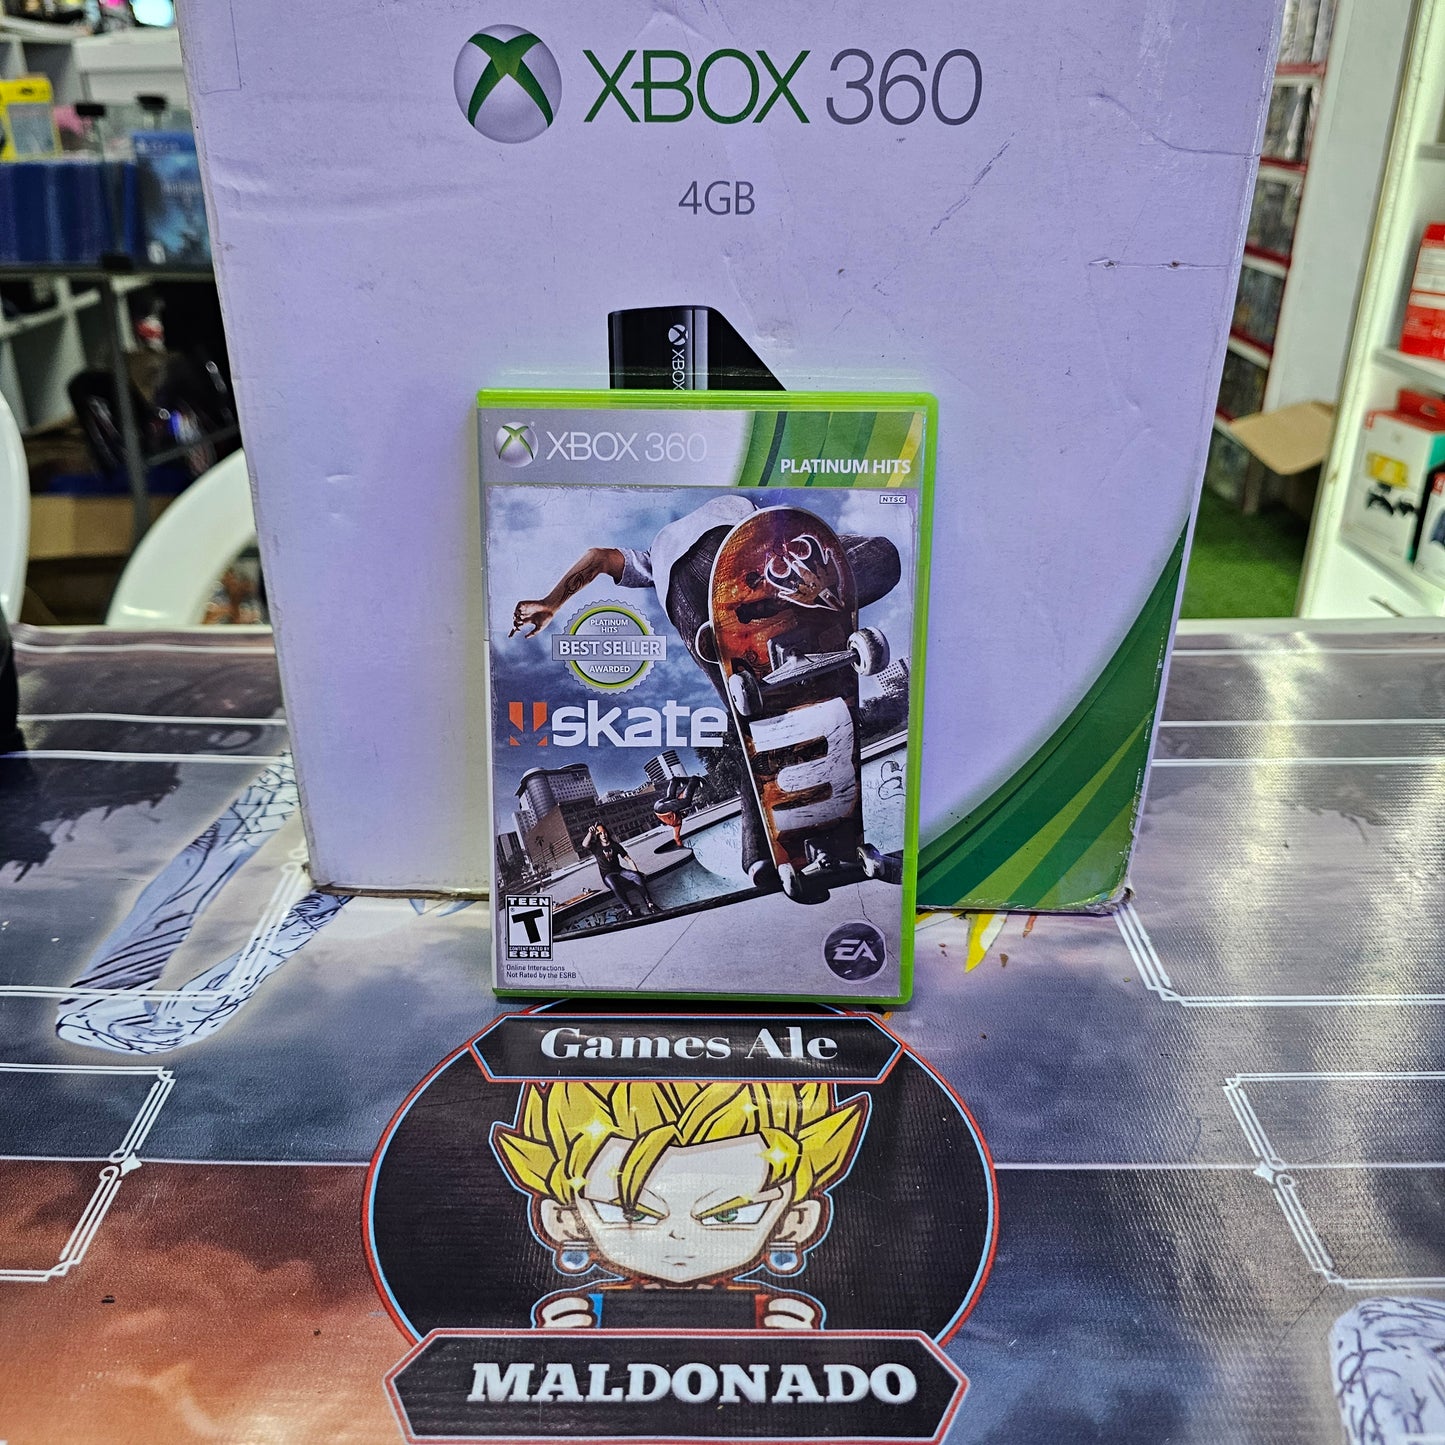 XBOX 360
4GB
XBOX
XBOX 360
PLATINUM HITS
NTSC
PLATINUM
HITS
BEST SELLER
AWARDED
skate
3
TEEN
T
CONTENT RATED BY
ESRB
Online Interactions
Not Rated by the ESRB
EA
Games Ale
MALDONADO